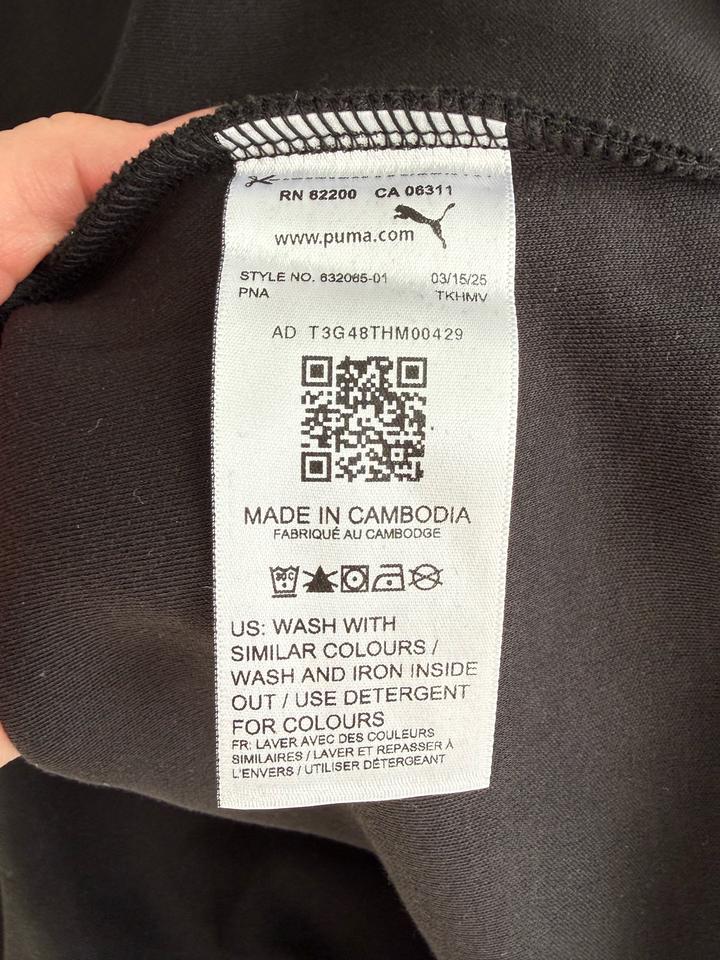 RN 62200 CA 06311
www.puma.com
STYLE NO. 632065-01 03/15/25
PNA TKHMV
AD T3G48THM00429
MADE IN CAMBODIA
FABRIQUÉ AU CAMBODGE
30C
US: WASH WITH
SIMILAR COLOURS /
WASH AND IRON INSIDE
OUT / USE DETERGENT
FOR COLOURS
FR: LAVER AVEC DES COULEURS
SIMILAIRES / LAVER ET REPASSER À
L'ENVERS / UTILISER DÉTERGEANT